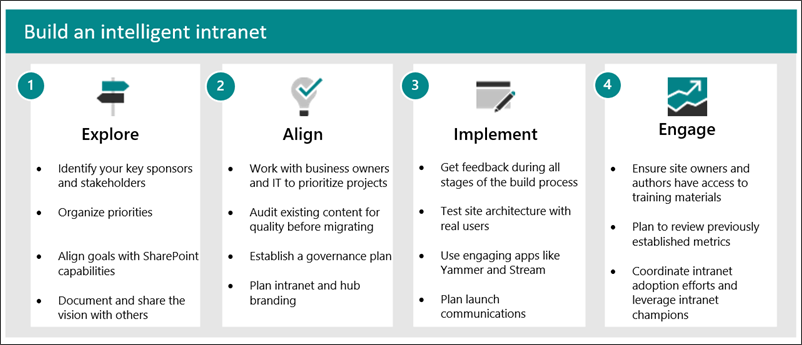 Build an intelligent intranet
1
Explore
• Identify your key sponsors
and stakeholders
• Organize priorities
• Align goals with SharePoint
capabilities
• Document and share the
vision with others
2
Align
• Work with business owners
and IT to prioritize projects
• Audit existing content for
quality before migrating
• Establish a governance plan
• Plan intranet and hub
branding
3
Implement
• Get feedback during all
stages of the build process
• Test site architecture with
real users
• Use engaging apps like
Yammer and Stream
• Plan launch
communications
4
Engage
• Ensure site owners and
authors have access to
training materials
• Plan to review previously
established metrics
• Coordinate intranet
adoption efforts and
leverage intranet
champions